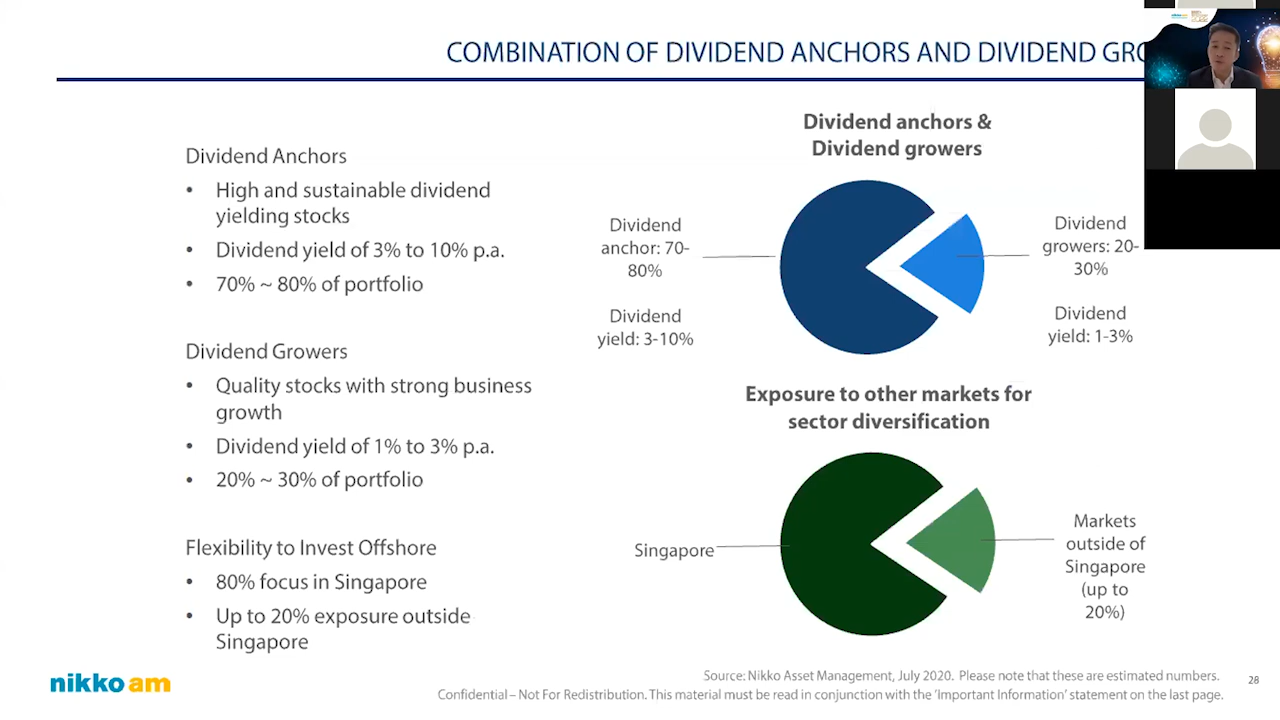 COMBINATION OF DIVIDEND ANCHORS AND DIVIDEND
Dividend Anchors
• High and sustainable dividend
yielding stocks
• Dividend yield of 3% to 10% p.a.
• 70% ~ 80% of portfolio
Dividend Growers
• Quality stocks with strong business
growth
• Dividend yield of 1% to 3% p.a.
• 20% ~ 30% of portfolio
Flexibility to Invest Offshore
• 80% focus in Singapore
• Up to 20% exposure outside
Singapore
Dividend anchors &
Dividend growers
Dividend
anchor: 70-
80%
Dividend
yield: 3-10%
Dividend
growers: 20-
30%
Dividend
yield: 1-3%
Exposure to other markets for
sector diversification
Singapore
Markets
outside of
Singapore
(up to
20%)
nikko am
Source: Nikko Asset Management, July 2020. Please note that these are estimated numbers.
Confidential – Not For Redistribution. This material must be read in conjunction with the 'Important Information' statement on the last page.
28
nikko am